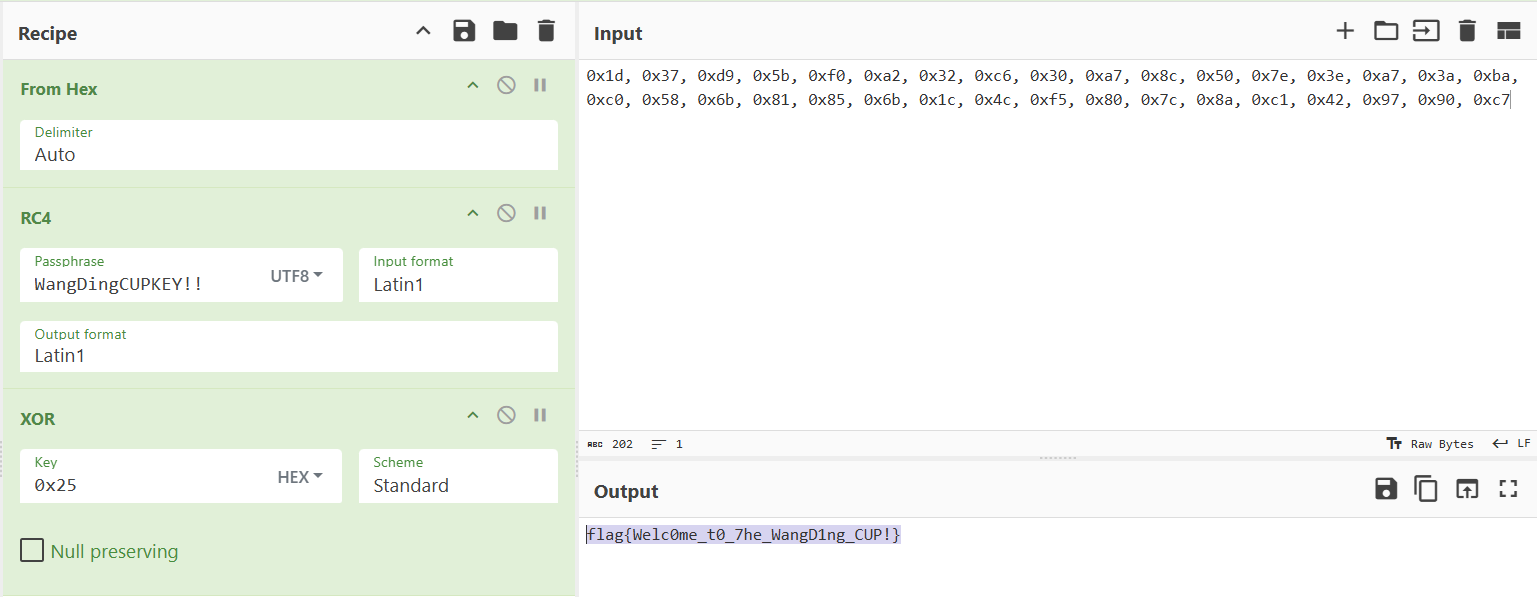 Recipe
From Hex
Delimiter
Auto
RC4
Passphrase
WangDingCUPKEY!!
UTF8
Input format
Latin1
Output format
Latin1
XOR
Key
0x25
HEX
Scheme
Standard
Null preserving
Input
0x1d, 0x37, 0xd9, 0x5b, 0xf0, 0xa2, 0x32, 0xc6, 0x30, 0xa7, 0x8c, 0x50, 0x7e, 0x3e, 0xa7, 0x3a, 0xba,
0xc0, 0x58, 0x6b, 0x81, 0x85, 0x6b, 0x1c, 0x4c, 0xf5, 0x80, 0x7c, 0x8a, 0xc1, 0x42, 0x97, 0x90, 0xc7
ABC 202 1
Tт Raw Bytes LF
Output
flag{Welc0me_t0_7he_WangD1ng_CUP!}